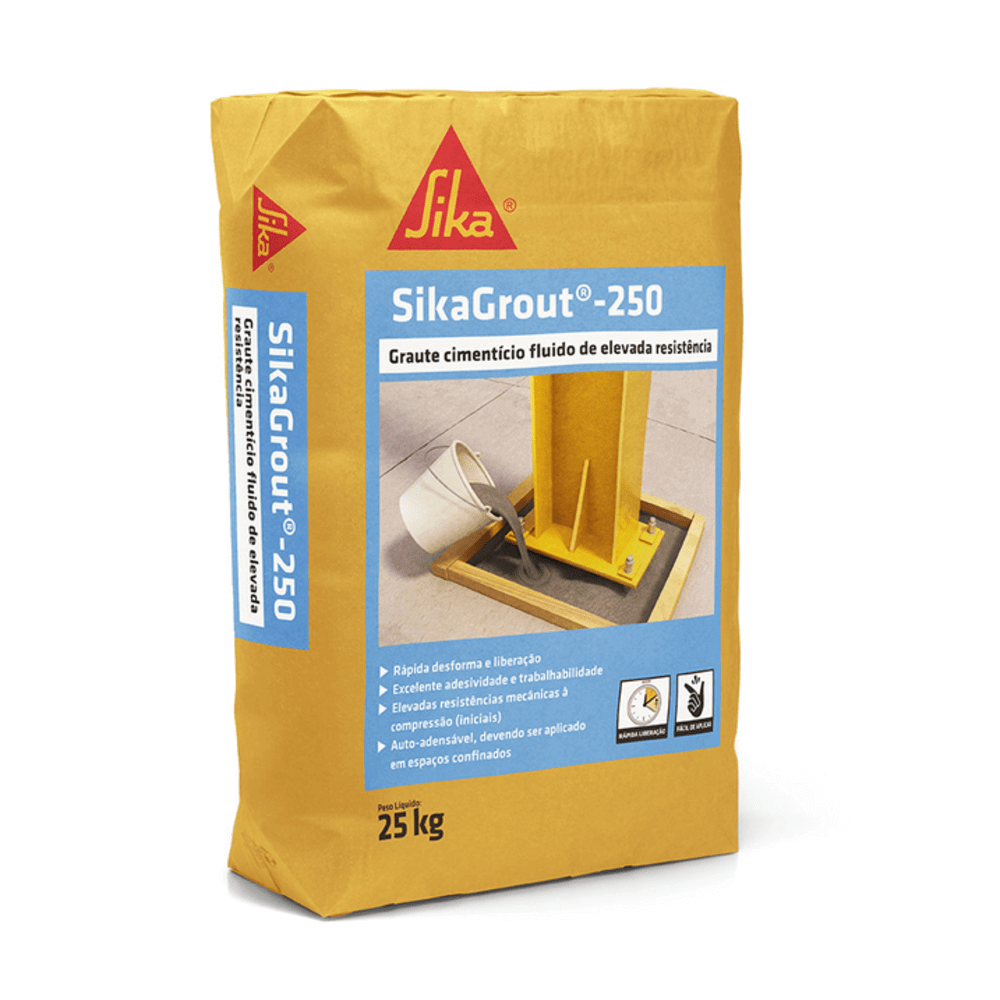 Sika®
SikaGrout®-250
Graute cimentício fluido de elevada resistência
Rápida desforma e liberação
Excelente adesividade e trabalhabilidade
Elevadas resistências mecânicas à
compressão (iniciais)
Auto-adensável, devendo ser aplicado
em espaços confinados
RÁPIDA LIBERAÇÃO
FÁCIL DE APLICAR
Peso Líquido:
25 kg
Sika®
SikaGrout®-250
Graute cimentício fluido de elevada
resistência